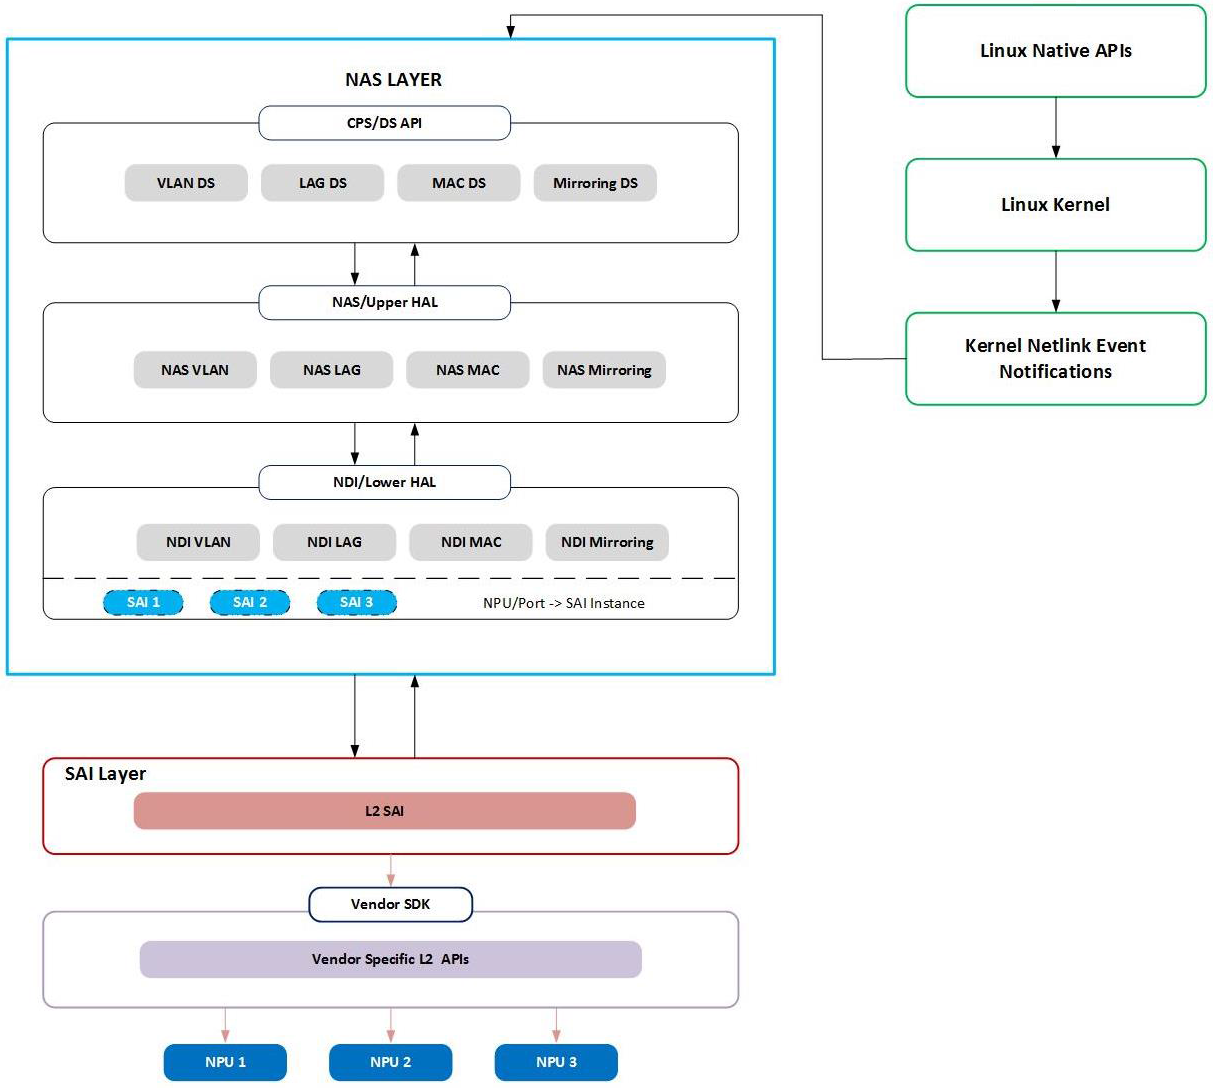 Linux Native APIs
NAS LAYER
CPS/DS API
VLAN DS
LAG DS
MAC DS
Mirroring DS
Linux Kernel
NAS/Upper HAL
NAS VLAN
NAS LAG
NAS MAC
NAS Mirroring
Kernel Netlink Event
Notifications
NDI/Lower HAL
NDI VLAN
NDI LAG
NDI MAC
NDI Mirroring
SAI 1
SAI 2
SAI 3
NPU/Port -> SAI Instance
SAI Layer
L2 SAI
Vendor SDK
Vendor Specific L2 APIs
NPU 1
NPU 2
NPU 3